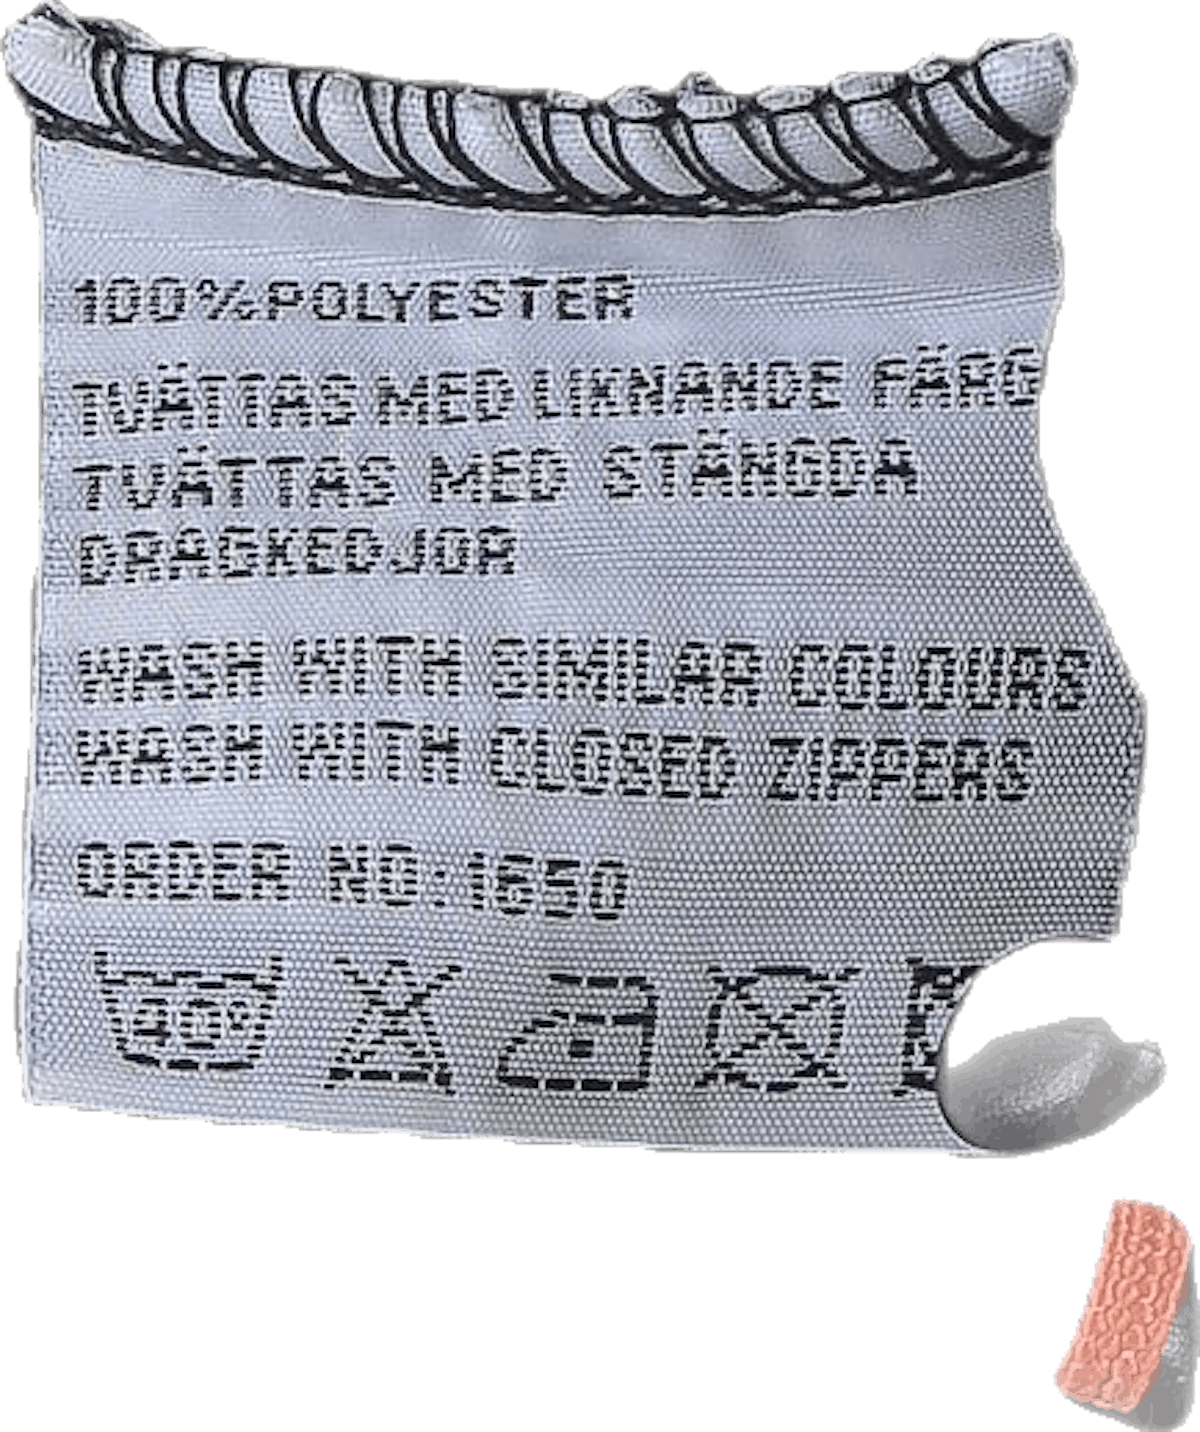 100%POLYESTER
TVÄTTAS MED LIKNANDE FÄRG
TVÄTTAS MED STÄNGDA
DRAGKEDJOR
WASH WITH SIMILAR COLOURS
WASH WITH CLOSED ZIPPERS
ORDER NO:1650
40°